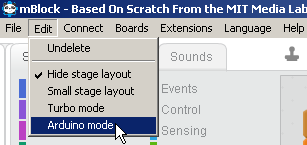 mBlock - Based On Scratch From the MIT Media Lab
File Edit Connect Boards Extensions Language Help
Undelete
Hide stage layout
Small stage layout
Turbo mode
Arduino mode
Sounds
Events
Control
Sensing